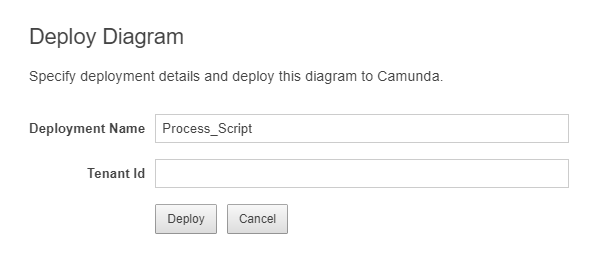 Deploy Diagram
Specify deployment details and deploy this diagram to Camunda.
Deployment Name Process_Script
Tenant Id
Deploy Cancel